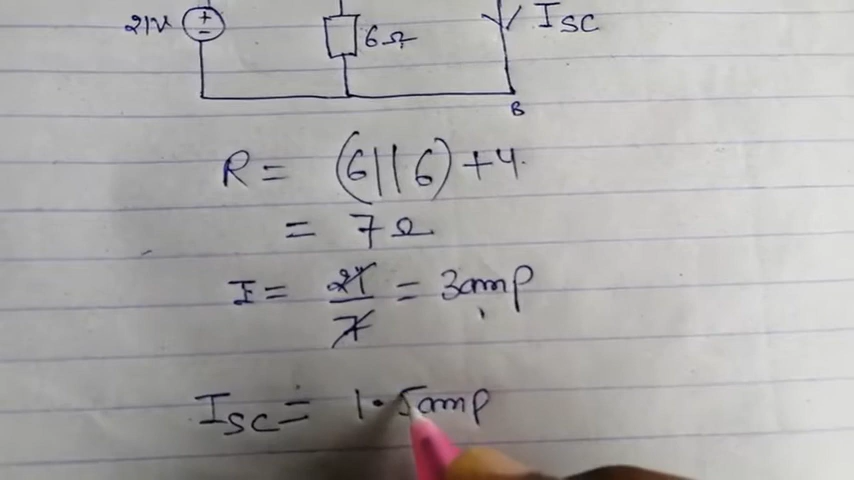 21V + - 6Ω ISC
B
R = (6||6) + 4.
= 7Ω
I = 21/7 = 3amp
ISC = 1.5amp